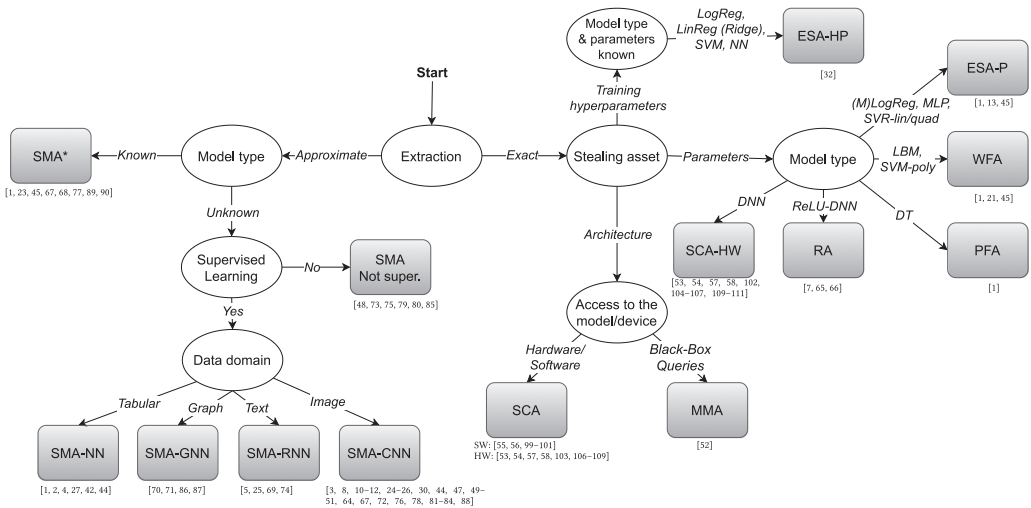 LogReg,
LinReg (Ridge),
SVM, NN
Model type
& parameters
known
ESA-HP
[32]
ESA-P
[1, 13, 45]
Start
Training
hyperparameters
(M)LogReg, MLP,
SVR-lin/quad
SMA*
[1, 23, 45, 67, 68, 77, 89, 90]
Known
Model type
Approximate
Extraction
Exact
Stealing asset
Parameters
Model type
LBM,
SVM-poly
WFA
[1, 21, 45]
Unknown
DNN
ReLU-DNN
DT
Architecture
Supervised
Learning
No
SMA
Not super.
[48, 73, 75, 79, 80, 85]
SCA-HW
[53, 54, 57, 58, 102,
104–107, 109–111]
RA
[7, 65, 66]
PFA
[1]
Yes
Access to the
model/device
Data domain
Hardware/
Software
Black-Box
Queries
Tabular
Graph
Text
Image
SCA
SW: [55, 56, 99–101]
HW: [53, 54, 57, 58, 103, 106–109]
MMA
[52]
SMA-NN
[1, 2, 4, 27, 42, 44]
SMA-GNN
[70, 71, 86, 87]
SMA-RNN
[5, 25, 69, 74]
SMA-CNN
[3, 8, 10–12, 24–26, 30, 44, 47, 49–
51, 64, 67, 72, 76, 78, 81–84, 88]